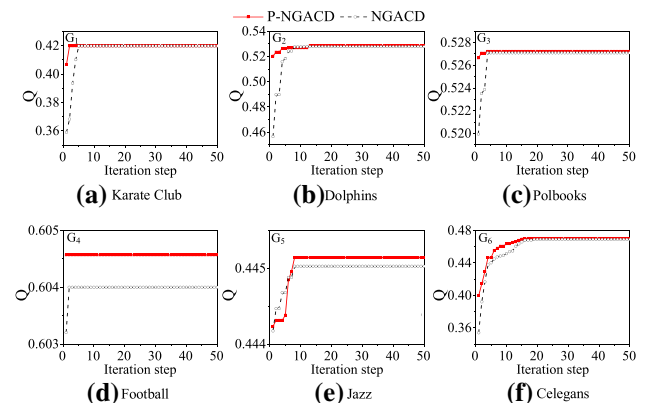 P-NGACD NGACD
G1 G2 G3
0.42 0.54 0.528
0.40 0.52 0.526
0.38 0.50 0.524
0.36 0.48 0.522
0.46 0.520
Q Q Q
0 10 20 30 40 50 0 10 20 30 40 50 0 10 20 30 40 50
Iteration step Iteration step Iteration step
(a) Karate Club (b) Dolphins (c) Polbooks
G4 G5 G6
0.605 0.48
0.604 0.445 0.44
0.603 0.444 0.40
0.36
Q Q Q
0 10 20 30 40 50 0 10 20 30 40 50 0 10 20 30 40 50
Iteration step Iteration step Iteration step
(d) Football (e) Jazz (f) Celegans